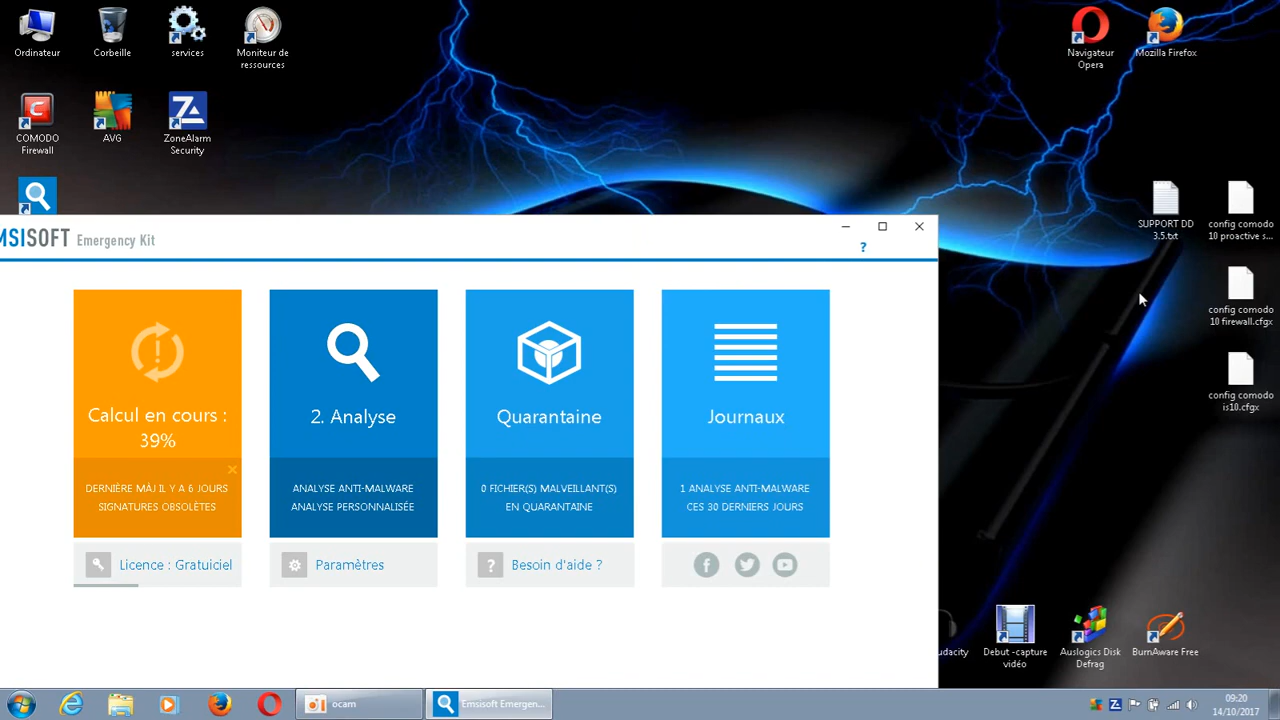 Ordinateur
Corbeille
services
Moniteur de
ressources
Navigateur
Opera
Mozilla Firefox
COMODO
Firewall
AVG
ZoneAlarm
Security
SUPPORT DD
3.5.txt
config comodo
10 proactive s...
config comodo
10 firewall.cfgx
config comodo
is10.cfgx
MSISOFT Emergency Kit
?
Calcul en cours :
39%
DERNIÈRE MÀJ IL Y A 6 JOURS
SIGNATURES OBSOLÈTES
2. Analyse
ANALYSE ANTI-MALWARE
ANALYSE PERSONNALISÉE
Quarantaine
0 FICHIER(S) MALVEILLANT(S)
EN QUARANTAINE
Journaux
1 ANALYSE ANTI-MALWARE
CES 30 DERNIERS JOURS
Licence : Gratuiciel
Paramètres
? Besoin d'aide ?
udacity
Debut -capture
vidéo
Auslogics Disk
Defrag
BurnAware Free
ocam
Emsisoft Emergen...
09:20
14/10/2017